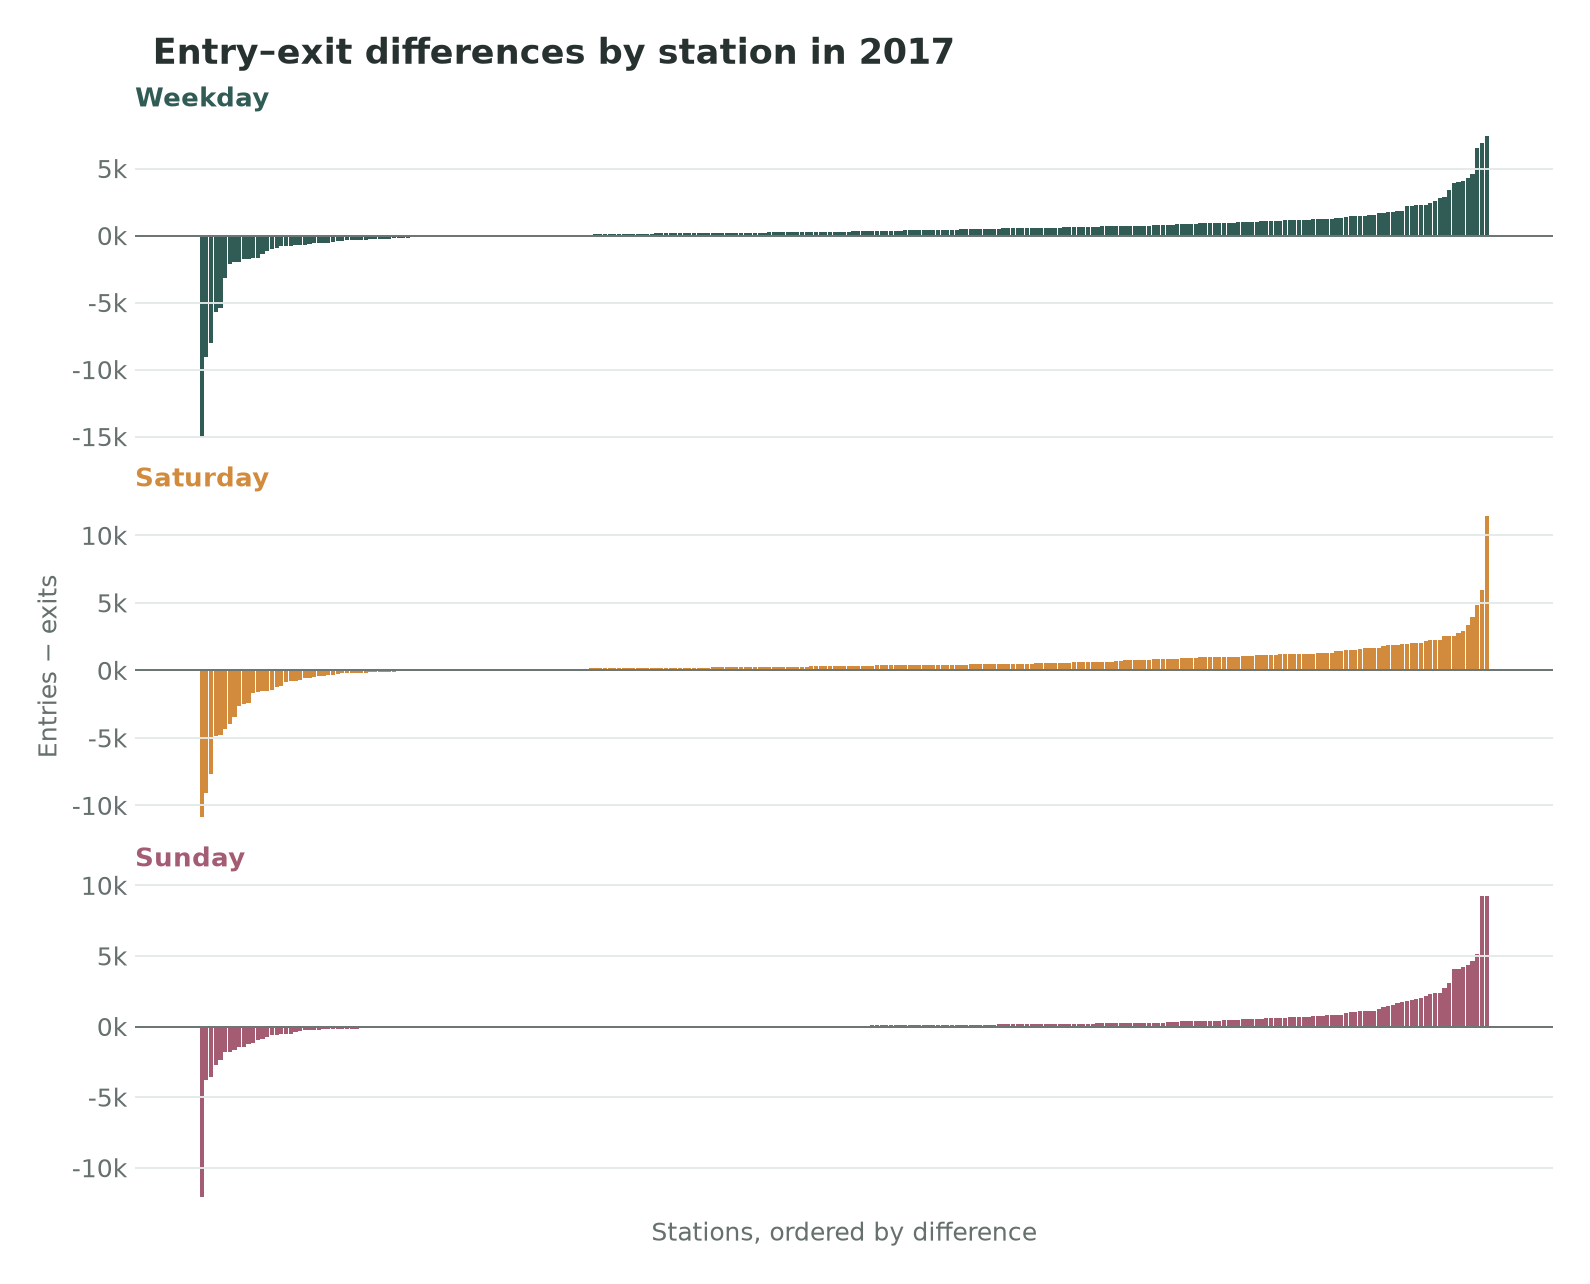 Entry–exit differences by station in 2017
Weekday
5k
0k
-5k
-10k
-15k
Saturday
10k
5k
0k
-5k
-10k
Entries − exits
Sunday
10k
5k
0k
-5k
-10k
Stations, ordered by difference